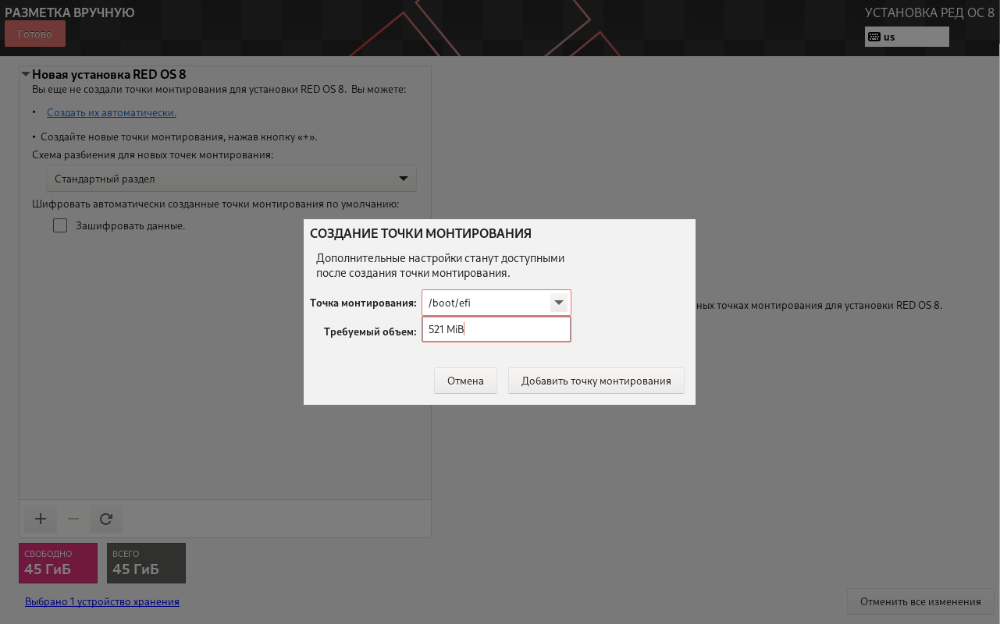 РАЗМЕТКА ВРУЧНУЮ
Готово
УСТАНОВКА РЕД ОС 8
us
Новая установка RED OS 8
Вы еще не создали точки монтирования для установки RED OS 8. Вы можете:
• Создать их автоматически.
• Создайте новые точки монтирования, нажав кнопку «+».
Схема разбиения для новых точек монтирования:
Стандартный раздел
Шифровать автоматически созданные точки монтирования по умолчанию:
Зашифровать данные.
СОЗДАНИЕ ТОЧКИ МОНТИРОВАНИЯ
Дополнительные настройки станут доступными
после создания точки монтирования.
Точка монтирования: /boot/efi
Требуемый объем: 521 MiB
Отмена
Добавить точку монтирования
ных точках монтирования для установки RED OS 8.
СВОБОДНО
45 ГиБ
ВСЕГО
45 ГиБ
Выбрано 1 устройство хранения
Отменить все изменения